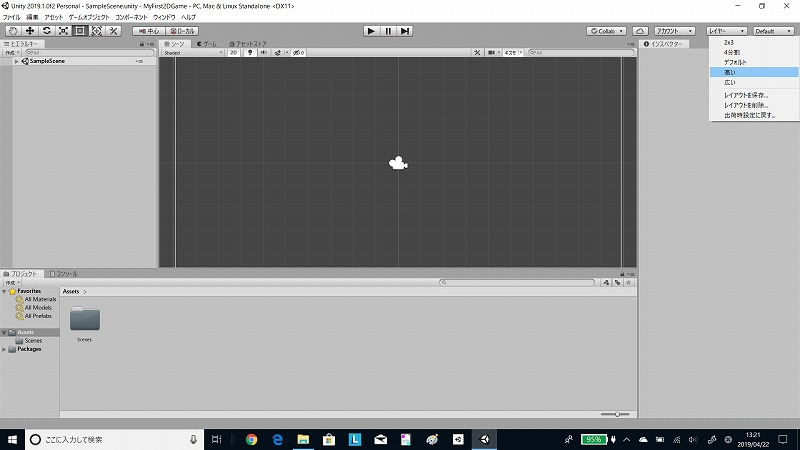 Unity 2019.1.0f2 Personal - SampleScene.unity - MyFirst2DGame - PC, Mac & Linux Standalone <DX11>
ファイル 編集 アセット ゲームオブジェクト コンポーネント ウィンドウ ヘルプ
中心 ローカル Collab アカウント レイヤー Default
ヒエラルキー シーン ゲーム アセットストア インスペクター
作成 All Shaded 2D 0 ギズモ All
SampleScene
2x3
4分割
デフォルト
高い
広い
レイアウトを保存...
レイアウトを削除...
出荷時設定に戻す...
プロジェクト コンソール
作成
Favorites
All Materials
All Models
All Prefabs
Assets
Scenes
Packages
Assets
Scenes
ここに入力して検索
95%
13:21
2019/04/22